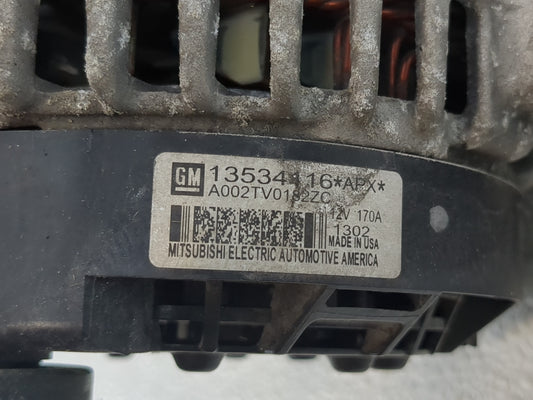 GM 13534116*APX*
A002TV0182ZC
12V 170A
1302
MADE IN USA
MITSUBISHI ELECTRIC AUTOMOTIVE AMERICA